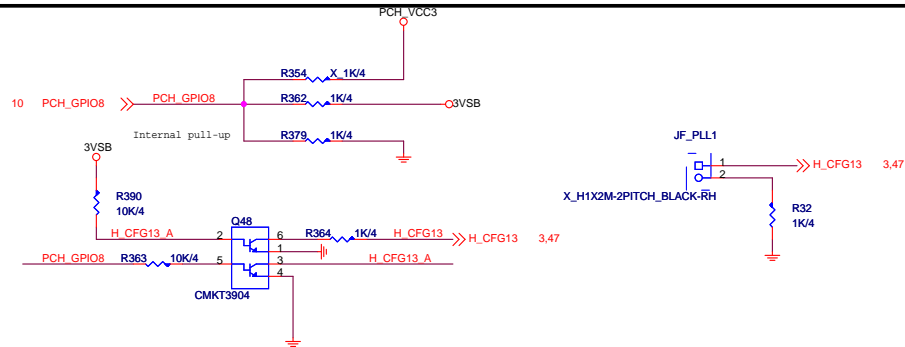 PCH_VCC3
R354 X_1K/4
10 PCH_GPIO8 PCH_GPIO8 R362 1K/4 3VSB
Internal pull-up
R379 1K/4
3VSB
R390
10K/4
Q48
H_CFG13_A 2 6 R364 1K/4 H_CFG13 H_CFG13 3,47
1
PCH_GPIO8 R363 10K/4 5 3 H_CFG13_A
4
CMKT3904
JF_PLL1
1 H_CFG13 3,47
2
X_H1X2M-2PITCH_BLACK-RH
R32
1K/4